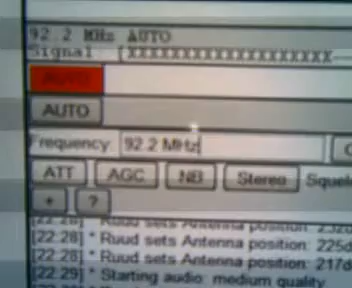 92.2 MHz AUTO
Signal: [XXXXXXXXXXXXXXXXXXX
AUTO
Frequency: 92.2 MHz
ATT AGC NB Stereo Squel
+ ?
[22:28] * Ruud sets Antenna position:
[22:28] * Ruud sets Antenna position: 225d
[22:28] * Ruud sets Antenna position: 217d
[22:29] * Starting audio: medium quality